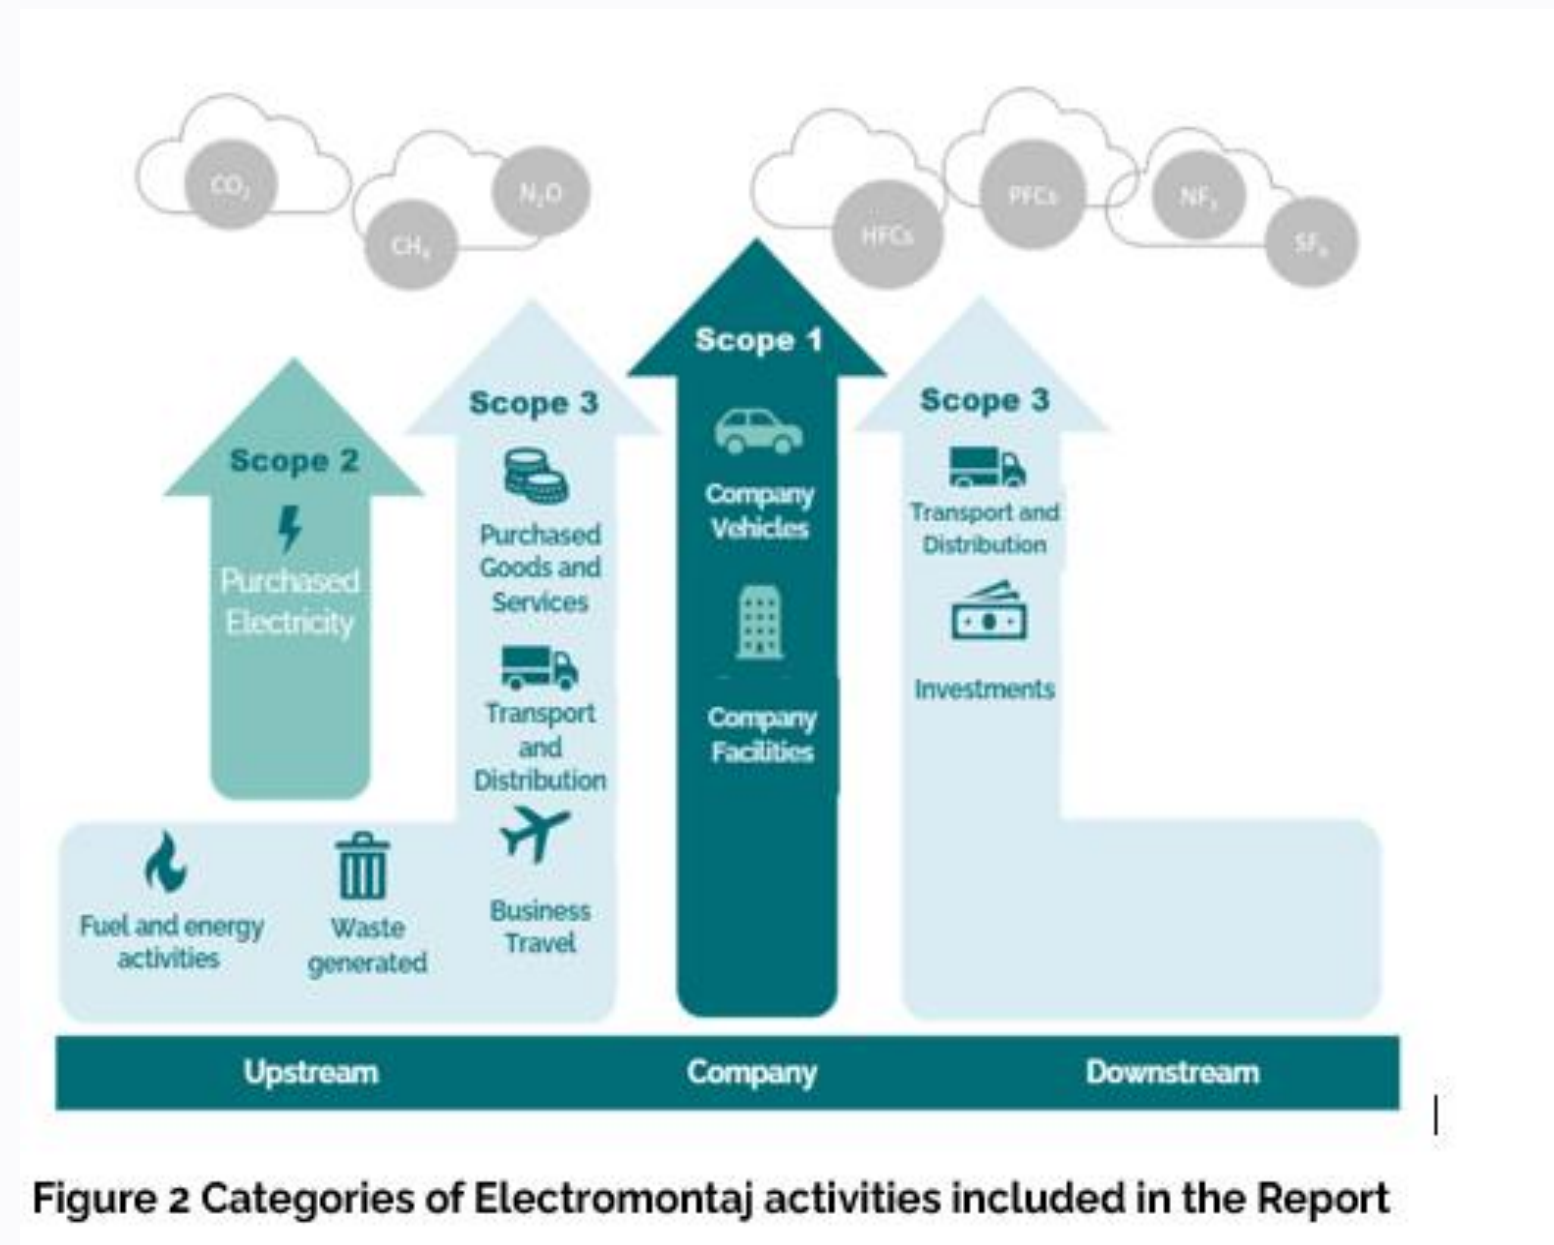 CO₂
CH₄
N₂O
HFCs
PFCs
NF₃
SF₆
Scope 2
Purchased
Electricity
Scope 3
Purchased
Goods and
Services
Transport
and
Distribution
Business
Travel
Fuel and energy
activities
Waste
generated
Scope 1
Company
Vehicles
Company
Facilities
Scope 3
Transport and
Distribution
Investments
Upstream
Company
Downstream
Figure 2 Categories of Electromontaj activities included in the Report